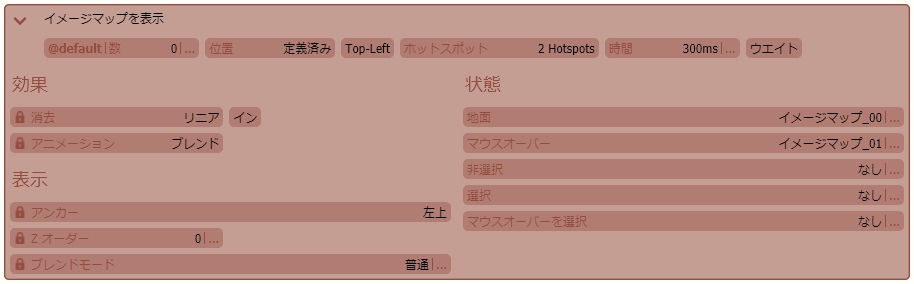 イメージマップを表示
@default 数 0 ... 位置 定義済み Top-Left ホットスポット 2 Hotspots 時間 300ms ... ウエイト
効果
消去 リニア イン
アニメーション ブレンド
表示
アンカー 左上
Z オーダー 0 ...
ブレンドモード 普通 ...
状態
地面 イメージマップ_00 ...
マウスオーバー イメージマップ_01 ...
非選択 なし ...
選択 なし ...
マウスオーバーを選択 なし ...